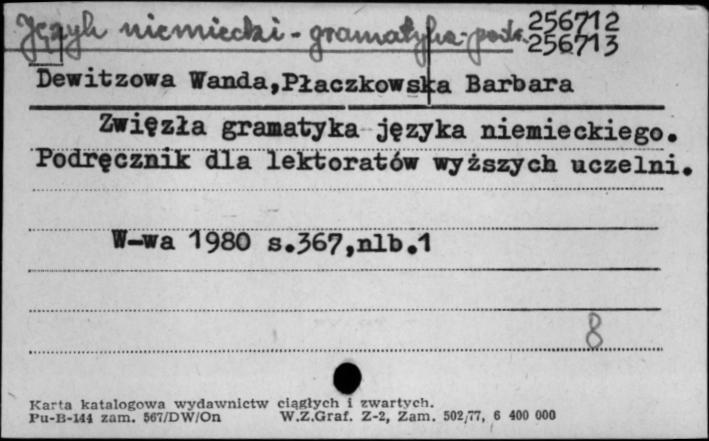 Język niemiecki - gramatyka - podr. 256712
256713
Dewitzowa Wanda,Płaczkowska Barbara
Zwięzła gramatyka języka niemieckiego.
Podręcznik dla lektoratów wyższych uczelni.
W-wa 1980 s.367,nlb.1
8
Karta katalogowa wydawnictw ciągłych i zwartych.
Pu-B-144 zam. 567/DW/On W.Z.Graf. Z-2, Zam. 502/77, 6 400 000